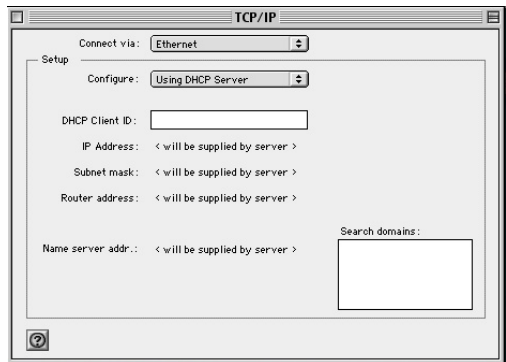 TCP/IP
Connect via: Ethernet
Setup
Configure: Using DHCP Server
DHCP Client ID:
IP Address: < will be supplied by server >
Subnet mask: < will be supplied by server >
Router address: < will be supplied by server >
Search domains:
Name server addr.: < will be supplied by server >
?